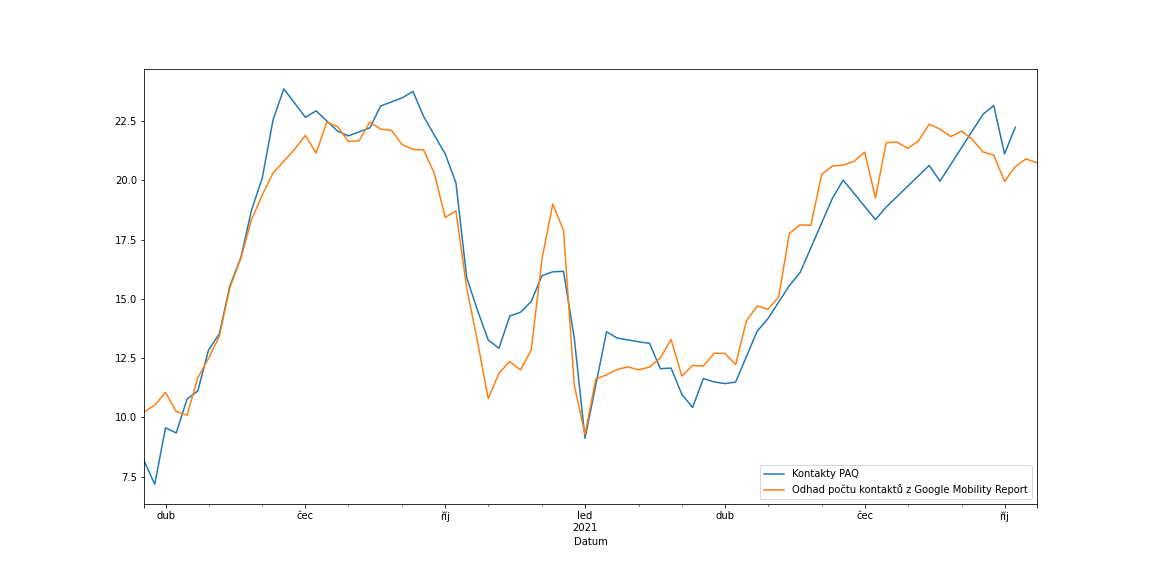 22.5
20.0
17.5
15.0
12.5
10.0
7.5
dub
čec
říj
led
2021
dub
čec
říj
Datum
Kontakty PAQ
Odhad počtu kontaktů z Google Mobility Report